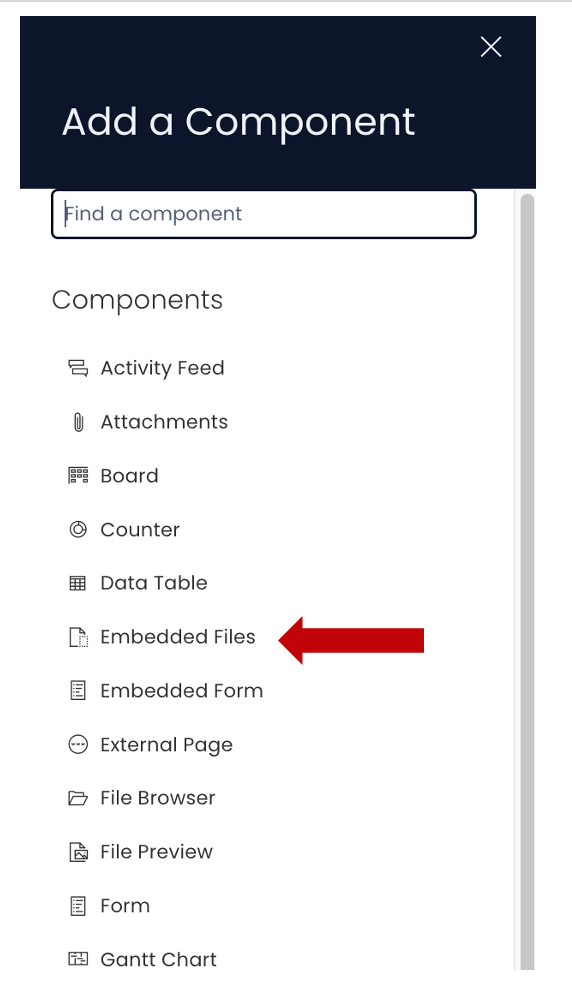 Add a Component
Find a component
Components
Activity Feed
Attachments
Board
Counter
Data Table
Embedded Files
Embedded Form
External Page
File Browser
File Preview
Form
Gantt Chart